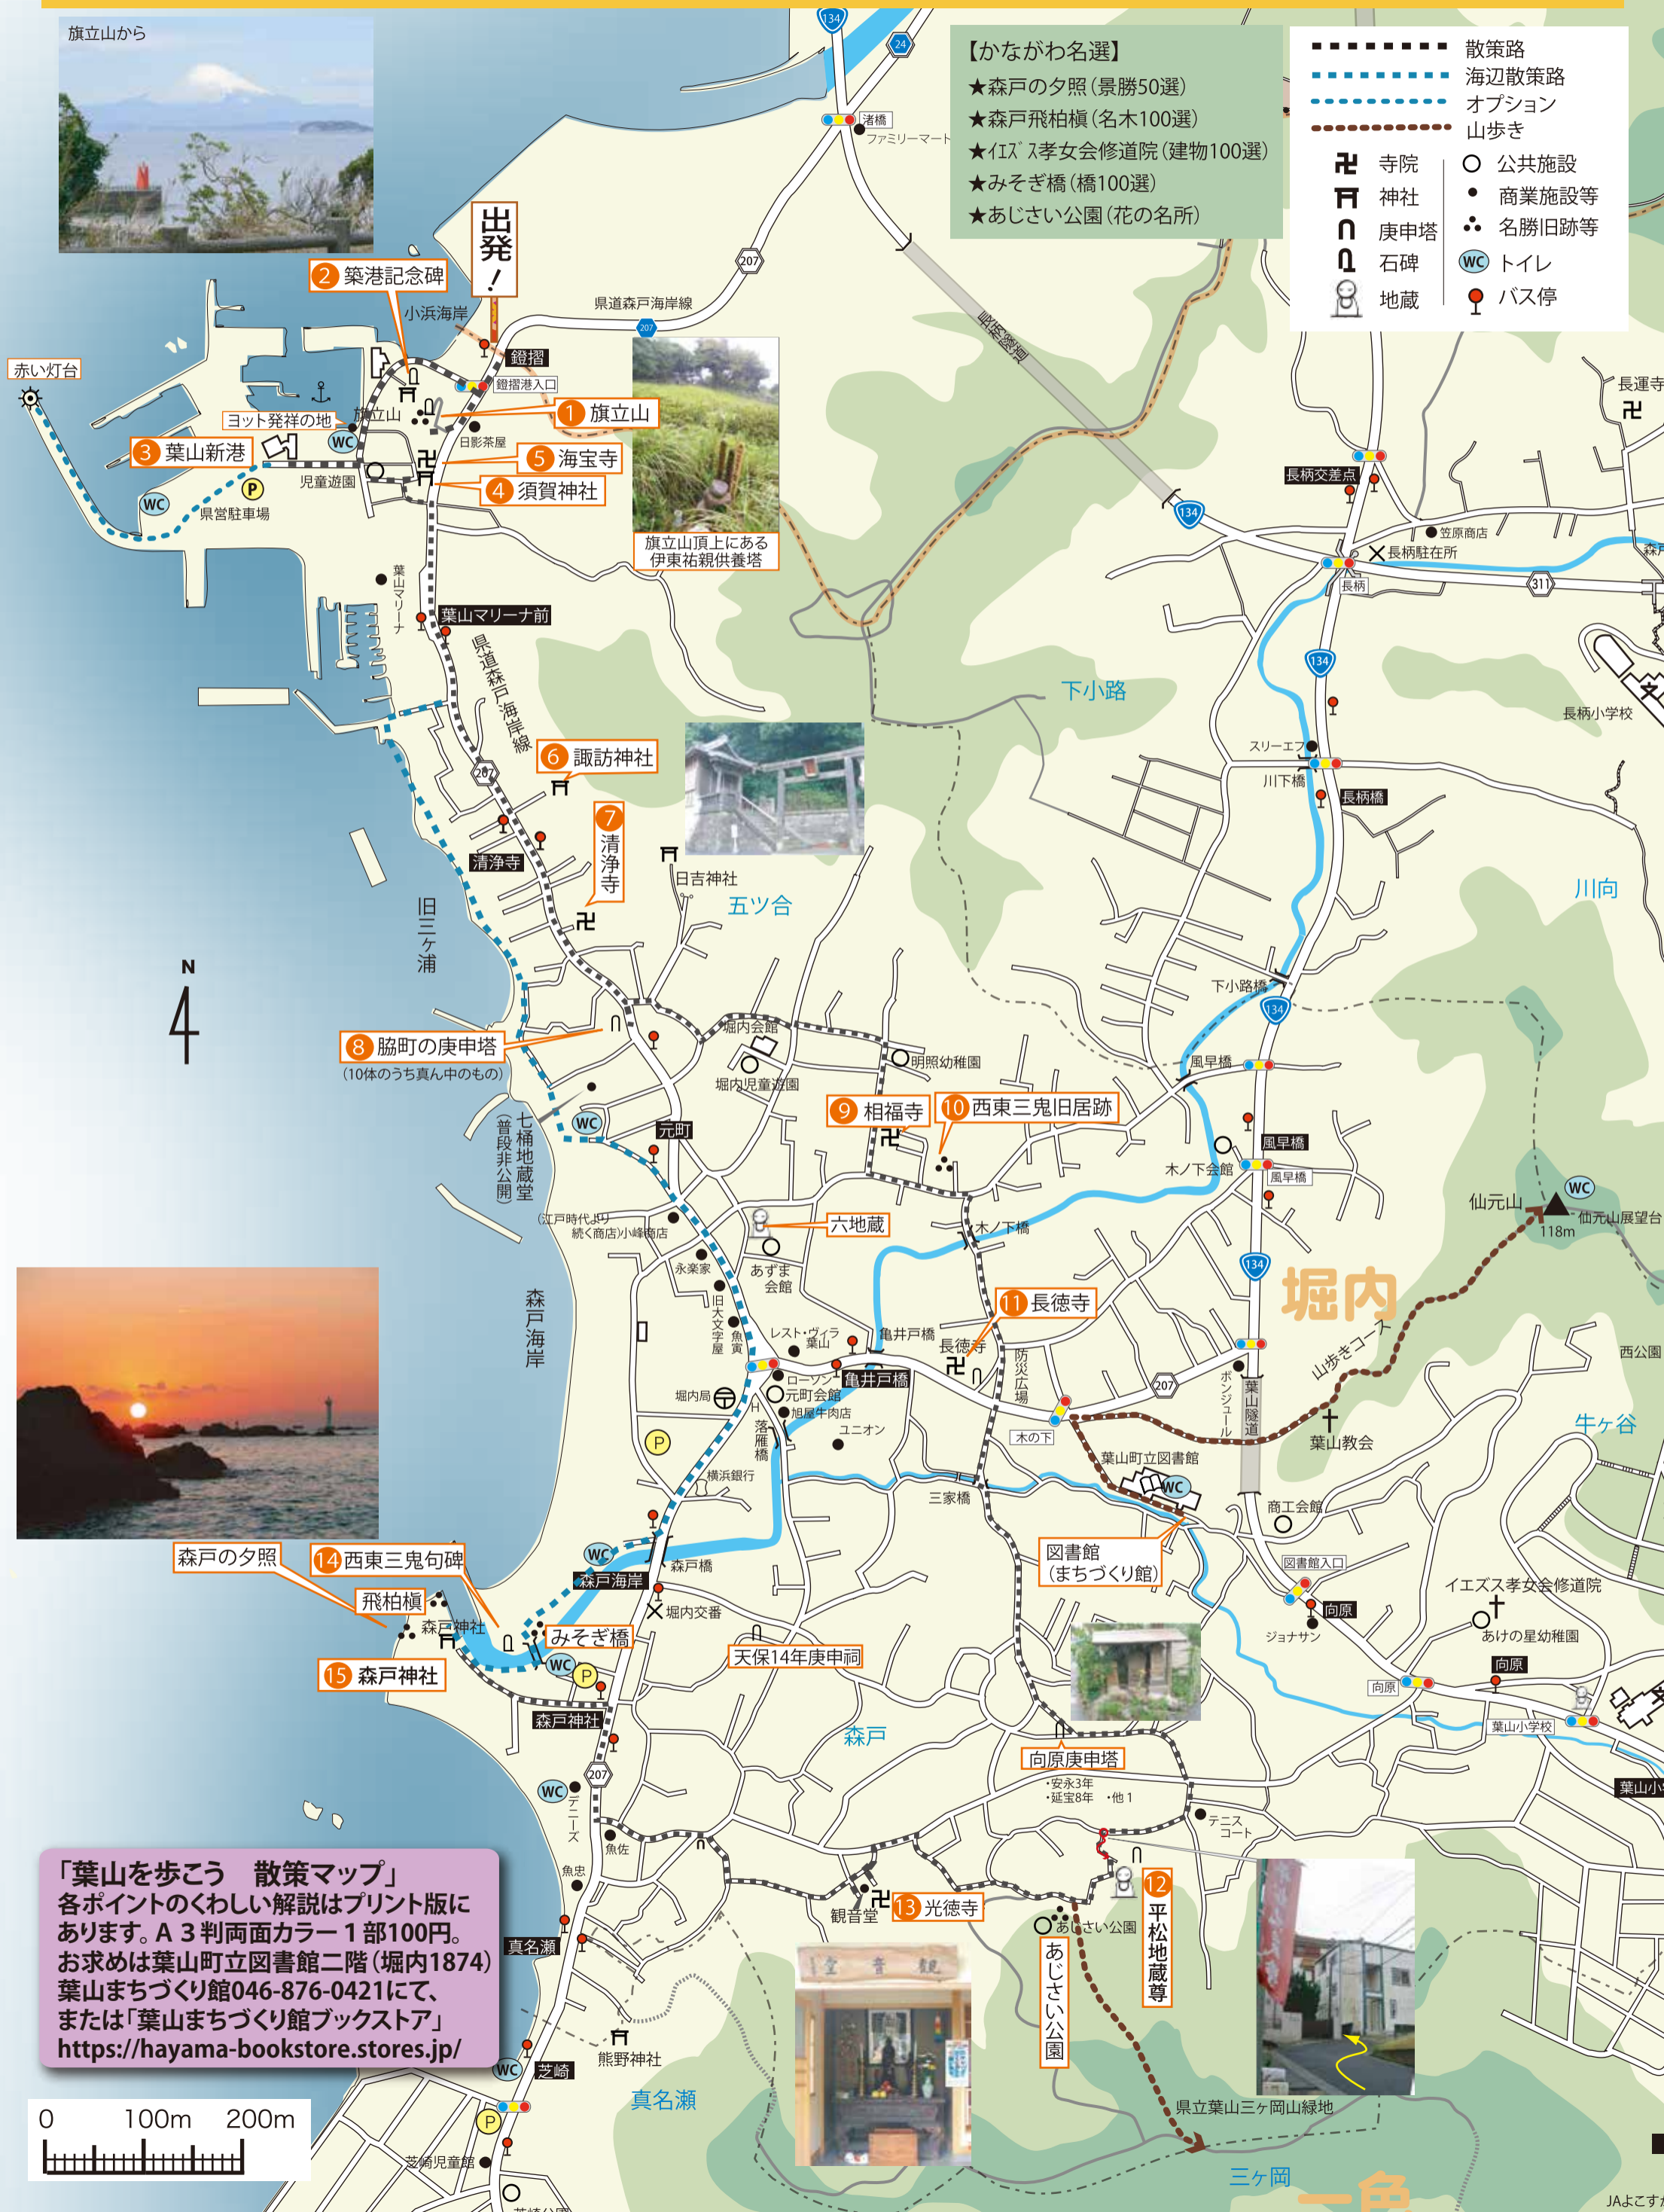 旗立山から
【かながわ名選】
★森戸の夕照(景勝50選)
★森戸飛柏槇(名木100選)
★イエズス孝女会修道院(建物100選)
★みそぎ橋(橋100選)
★あじさい公園(花の名所)
散策路
海辺散策路
オプション
山歩き
寺院
公共施設
神社
商業施設等
庚申塔
名勝旧跡等
石碑
WC
トイレ
地蔵
バス停
134
24
渚橋
ファミリーマート
出発!
207
県道森戸海岸線
207
長柄隧道
2 築港記念碑
小浜海岸
鐙摺
鐙摺港入口
赤い灯台
ヨット発祥の地
旗立山
1 旗立山
日影茶屋
WC
3 葉山新港
5 海宝寺
児童遊園
4 須賀神社
WC
P
県営駐車場
旗立山頂上にある
伊東祐親供養塔
長運寺
長柄交差点
134
笠原商店
長柄駐在所
森戸
長柄
311
葉山マリーナ
葉山マリーナ前
県道森戸海岸線
134
下小路
長柄小学校
スリーエフ
川下橋
長柄橋
6 諏訪神社
207
7 清浄寺
清浄寺
日吉神社
五ツ合
川向
旧三ヶ浦
N
下小路橋
134
8 脇町の庚申塔
(10体のうち真ん中のもの)
堀内会館
明照幼稚園
堀内児童遊園
風早橋
9 相福寺
10 西東三鬼旧居跡
WC
七桶地蔵堂
(普段非公開)
元町
風早橋
木ノ下会館
風早橋
仙元山
WC
仙元山展望台
118m
(江戸時代より
続く商店)小峰商店
六地蔵
木ノ下橋
永楽家
あずま
会館
134
堀内
旧大文字屋
魚寅
11 長徳寺
森戸海岸
レスト・ヴィラ
葉山
亀井戸橋
長徳寺
防災広場
山歩きコース
西公園
ローソン
亀井戸橋
堀内局
元町会館
旭屋牛肉店
H
落雁橋
ユニオン
207
ボンジュール
葉山隧道
P
木の下
葉山教会
牛ヶ谷
横浜銀行
葉山町立図書館
WC
三家橋
商工会館
森戸の夕照
14 西東三鬼句碑
WC
森戸橋
図書館
(まちづくり館)
図書館入口
飛柏槇
森戸海岸
イエズス孝女会修道院
森戸神社
堀内交番
向原
みそぎ橋
ジョナサン
あけの星幼稚園
WC
P
天保14年庚申祠
15 森戸神社
向原
向原
森戸神社
葉山小学校
森戸
向原庚申塔
・安永3年
・延宝8年 ・他1
207
WC
デニーズ
葉山小
テニス
コート
魚佐
「葉山を歩こう 散策マップ」
各ポイントのくわしい解説はプリント版に
あります。A3判両面カラー1部100円。
お求めは葉山町立図書館二階(堀内1874)
葉山まちづくり館046-876-0421にて、
または「葉山まちづくり館ブックストア」
https://hayama-bookstore.stores.jp/
魚忠
観音堂
13 光徳寺
12 平松地蔵尊
あじさい公園
あじさい公園
真名瀬
観音堂
熊野神社
WC
芝崎
真名瀬
P
県立葉山三ヶ岡山緑地
0 100m 200m
芝崎児童館
三ヶ岡
一色
JAよこすか